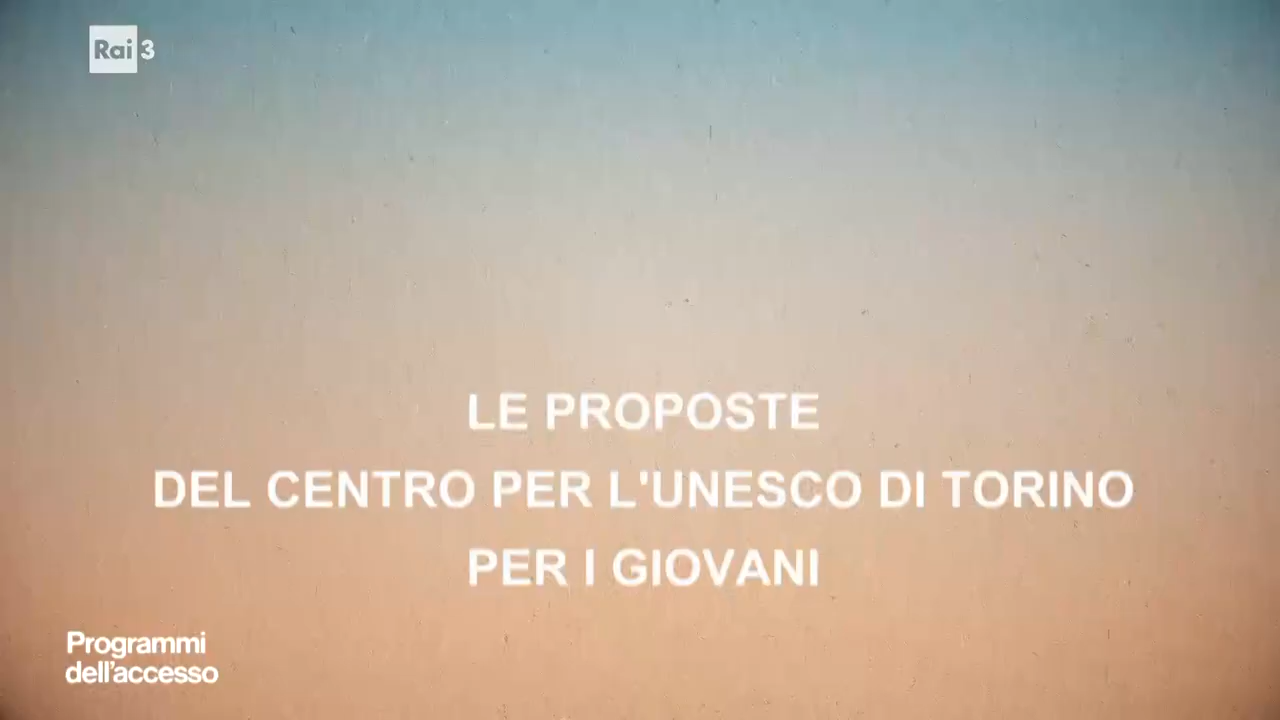 Rai 3
LE PROPOSTE
DEL CENTRO PER L'UNESCO DI TORINO
PER I GIOVANI
Programmi
dell'accesso